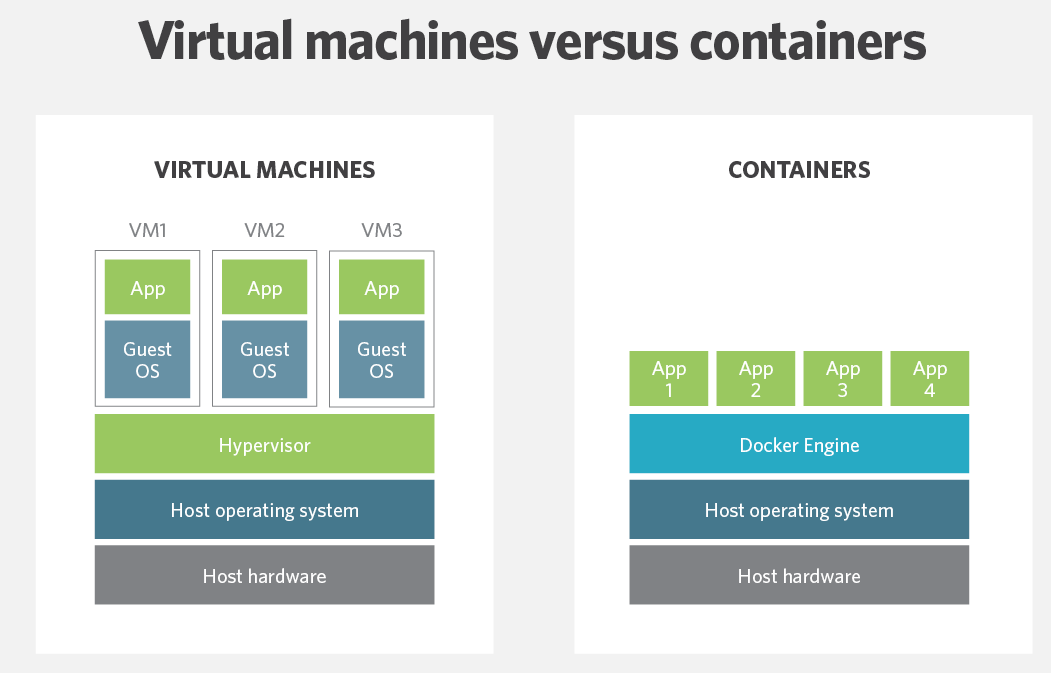 Virtual machines versus containers
VIRTUAL MACHINES
VM1 VM2 VM3
App App App
Guest Guest Guest
OS OS OS
Hypervisor
Host operating system
Host hardware
CONTAINERS
App App App App
1 2 3 4
Docker Engine
Host operating system
Host hardware